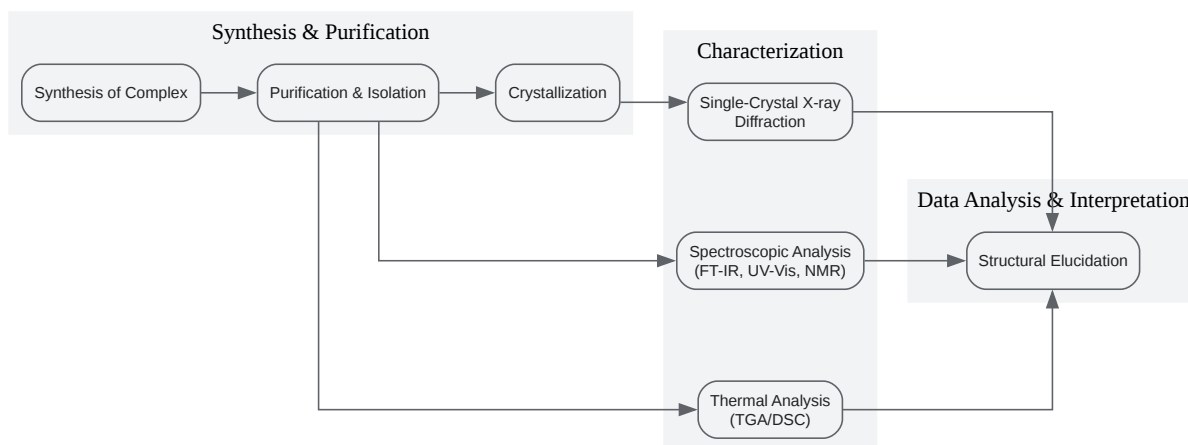 Synthesis & Purification
Synthesis of Complex
Purification & Isolation
Crystallization
Characterization
Single-Crystal X-ray
Diffraction
Spectroscopic Analysis
(FT-IR, UV-Vis, NMR)
Thermal Analysis
(TGA/DSC)
Data Analysis & Interpretation
Structural Elucidation